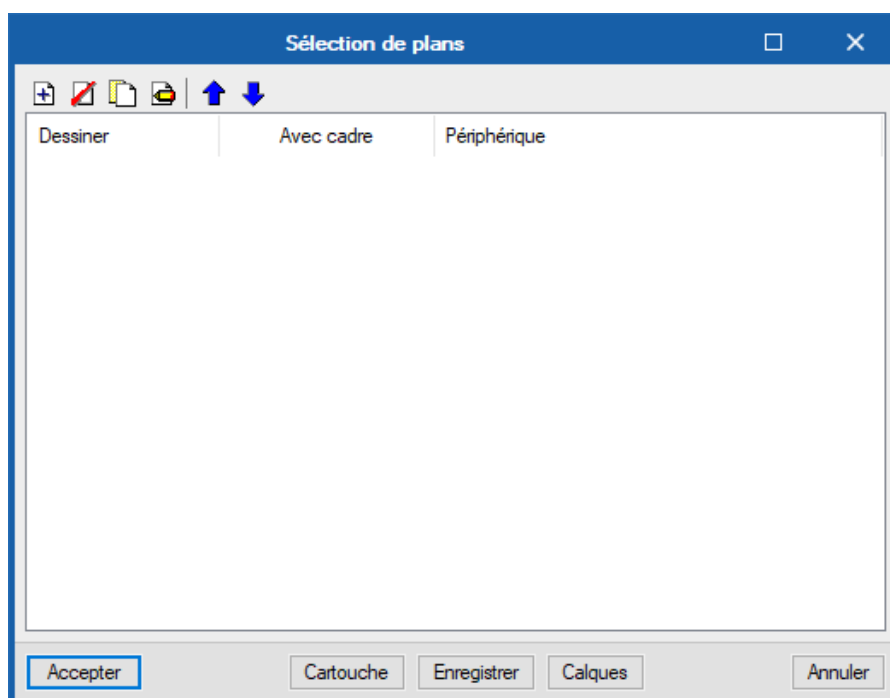 Sélection de plans
Dessiner Avec cadre Périphérique
Accepter Cartouche Enregistrer Calques Annuler